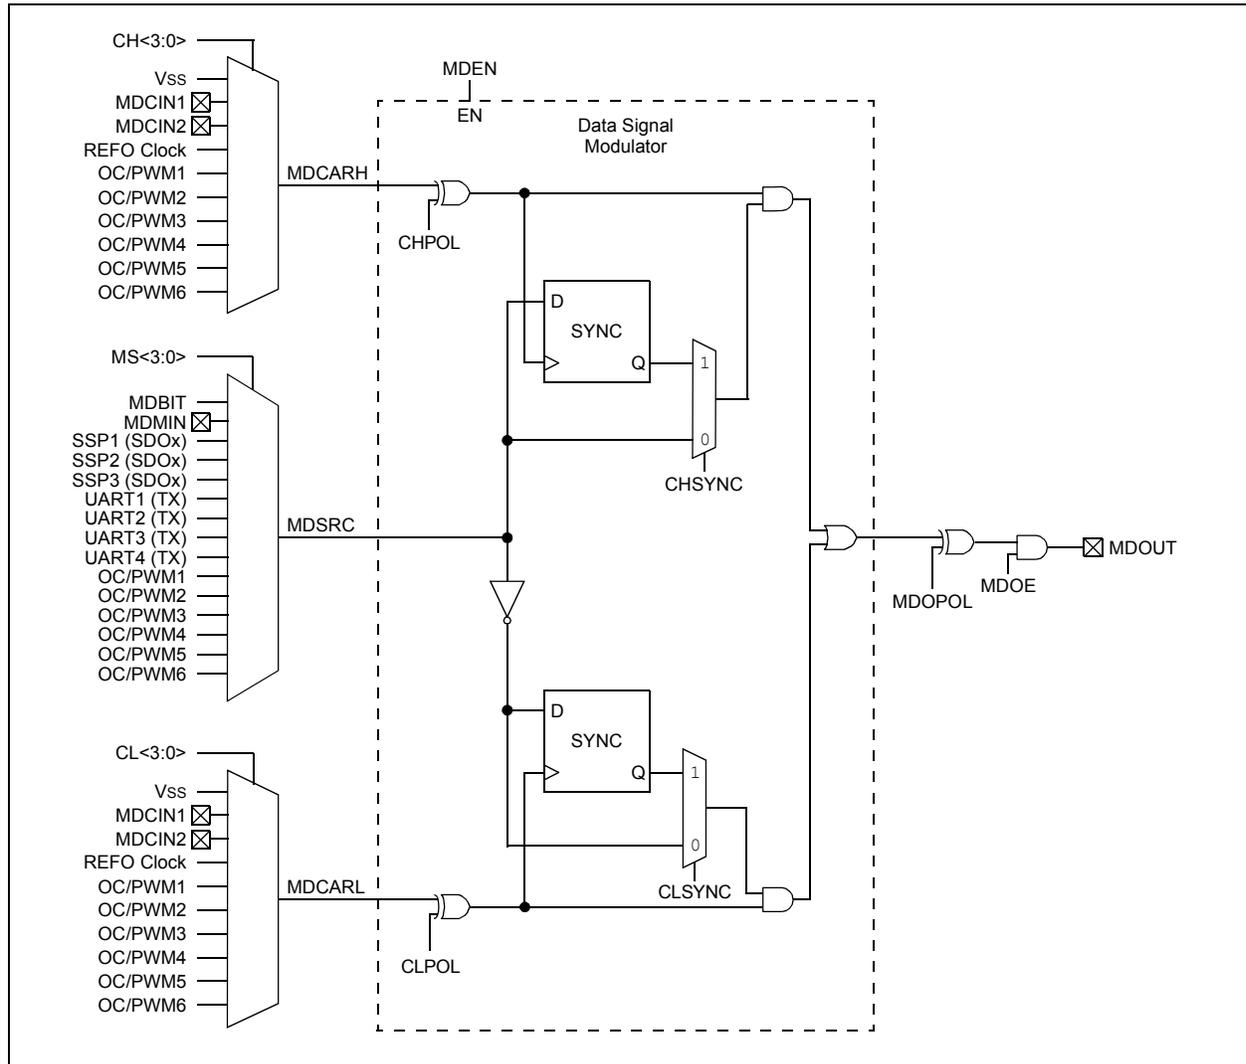 CH<3:0>
VSS
MDCIN1
MDCIN2
REFO Clock
OC/PWM1
OC/PWM2
OC/PWM3
OC/PWM4
OC/PWM5
OC/PWM6
MDCARH
MDEN
EN
Data Signal
Modulator
CHPOL
D
SYNC
Q
1
0
CHSYNC
MS<3:0>
MDBIT
MDMIN
SSP1 (SDOx)
SSP2 (SDOx)
SSP3 (SDOx)
UART1 (TX)
UART2 (TX)
UART3 (TX)
UART4 (TX)
OC/PWM1
OC/PWM2
OC/PWM3
OC/PWM4
OC/PWM5
OC/PWM6
MDSRC
MDOPOL
MDOE
MDOUT
D
SYNC
Q
1
0
CLSYNC
CL<3:0>
VSS
MDCIN1
MDCIN2
REFO Clock
OC/PWM1
OC/PWM2
OC/PWM3
OC/PWM4
OC/PWM5
OC/PWM6
MDCARL
CLPOL